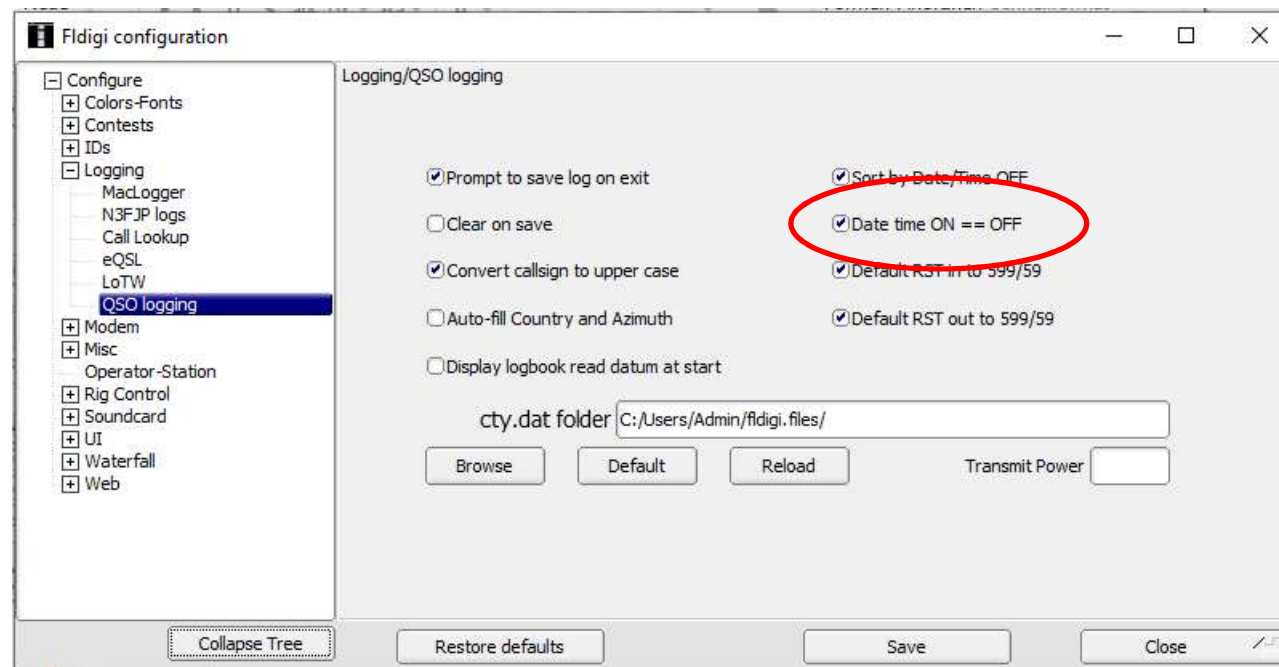 Fldigi configuration
Configure
Colors-Fonts
Contests
IDs
Logging
MacLogger
N3FJP logs
Call Lookup
eQSL
LoTW
QSO logging
Modem
Misc
Operator-Station
Rig Control
Soundcard
UI
Waterfall
Web
Collapse Tree
Logging/QSO logging
Prompt to save log on exit
Sort by Date/Time OFF
Clear on save
Date time ON == OFF
Convert callsign to upper case
Default RST in to 599/59
Auto-fill Country and Azimuth
Default RST out to 599/59
Display logbook read datum at start
cty.dat folder C:/Users/Admin/fldigi.files/
Browse Default Reload Transmit Power
Restore defaults Save Close